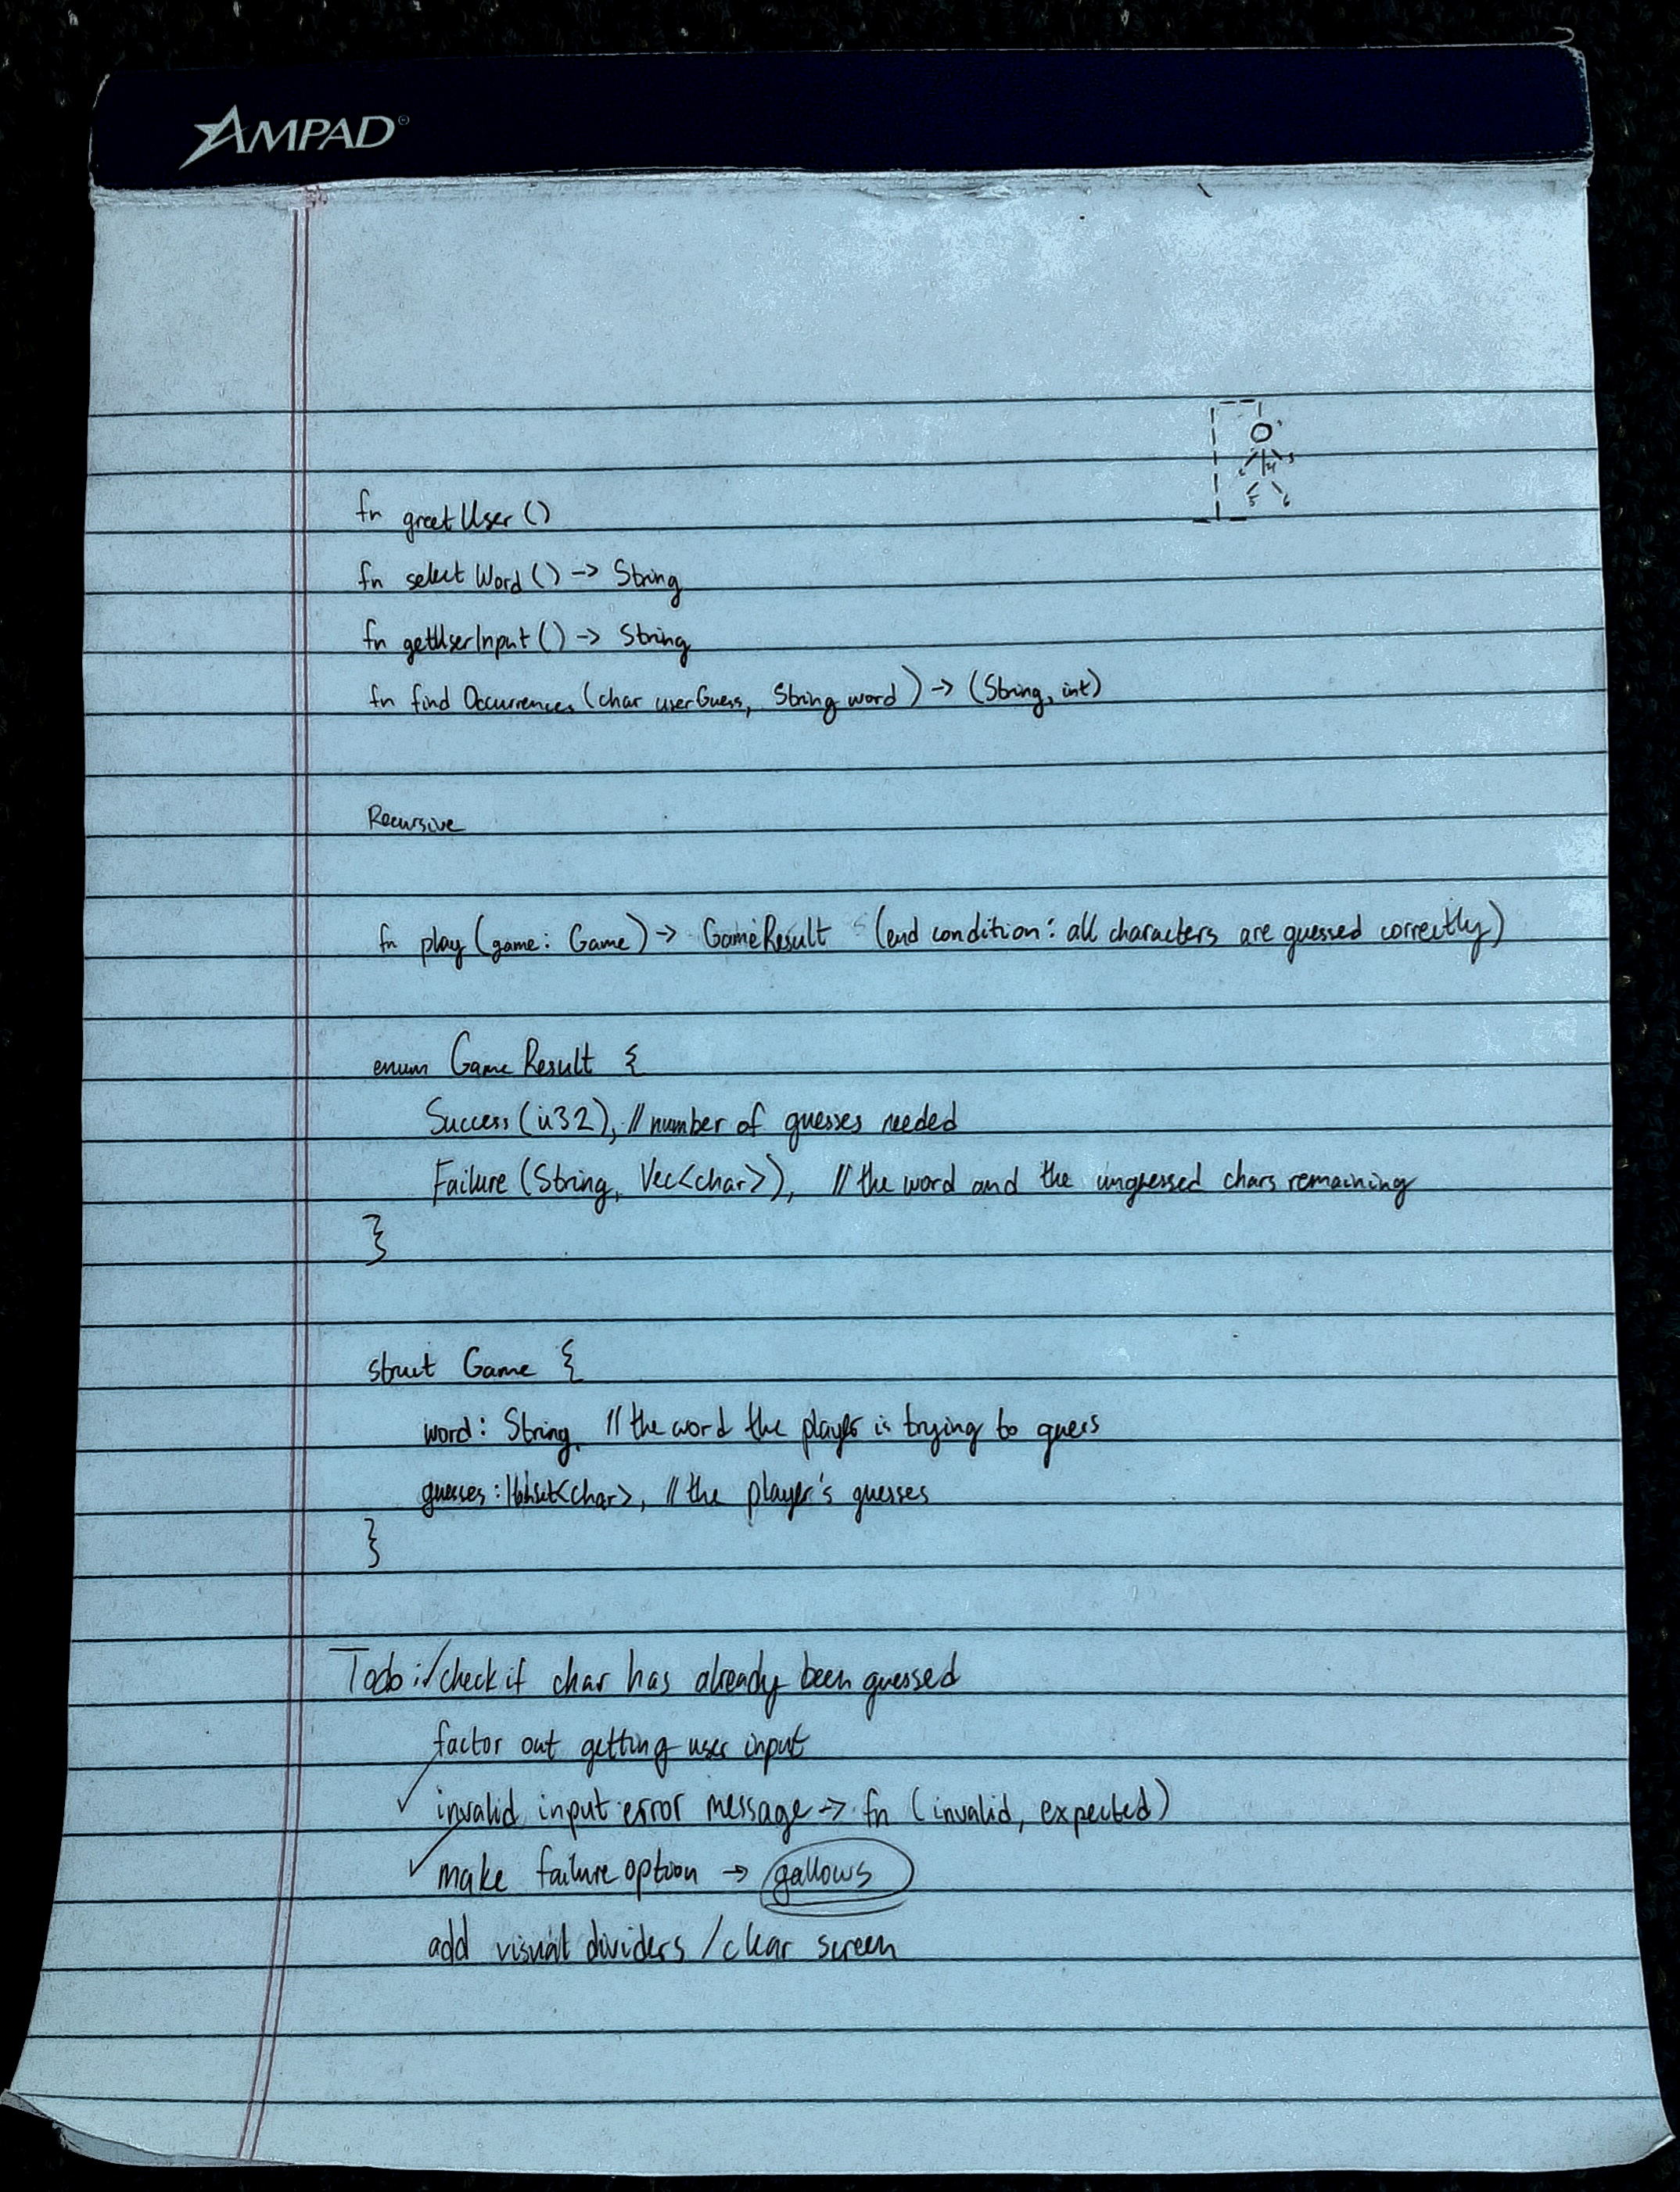 AMPAD
fn greetUser ()
fn selectWord () -> String
fn getUserInput () -> String
fn findOccurrences (char userGuess, String word) -> (String, int)
Recursive
fn play (game: Game) -> GameResult (end condition: all characters are guessed correctly)
enum GameResult {
Success (u32), // number of guesses needed
Failure (String, Vec<char>), // the word and the unguessed chars remaining
}
struct Game {
word: String, // the word the player is trying to guess
guesses: HashSet<char>, // the player's guesses
}
Todo: ✓ check if char has already been guessed
factor out getting user input
✓ invalid input error message -> fn (invalid, expected)
✓ make failure option -> gallows
add visual dividers / clear screen